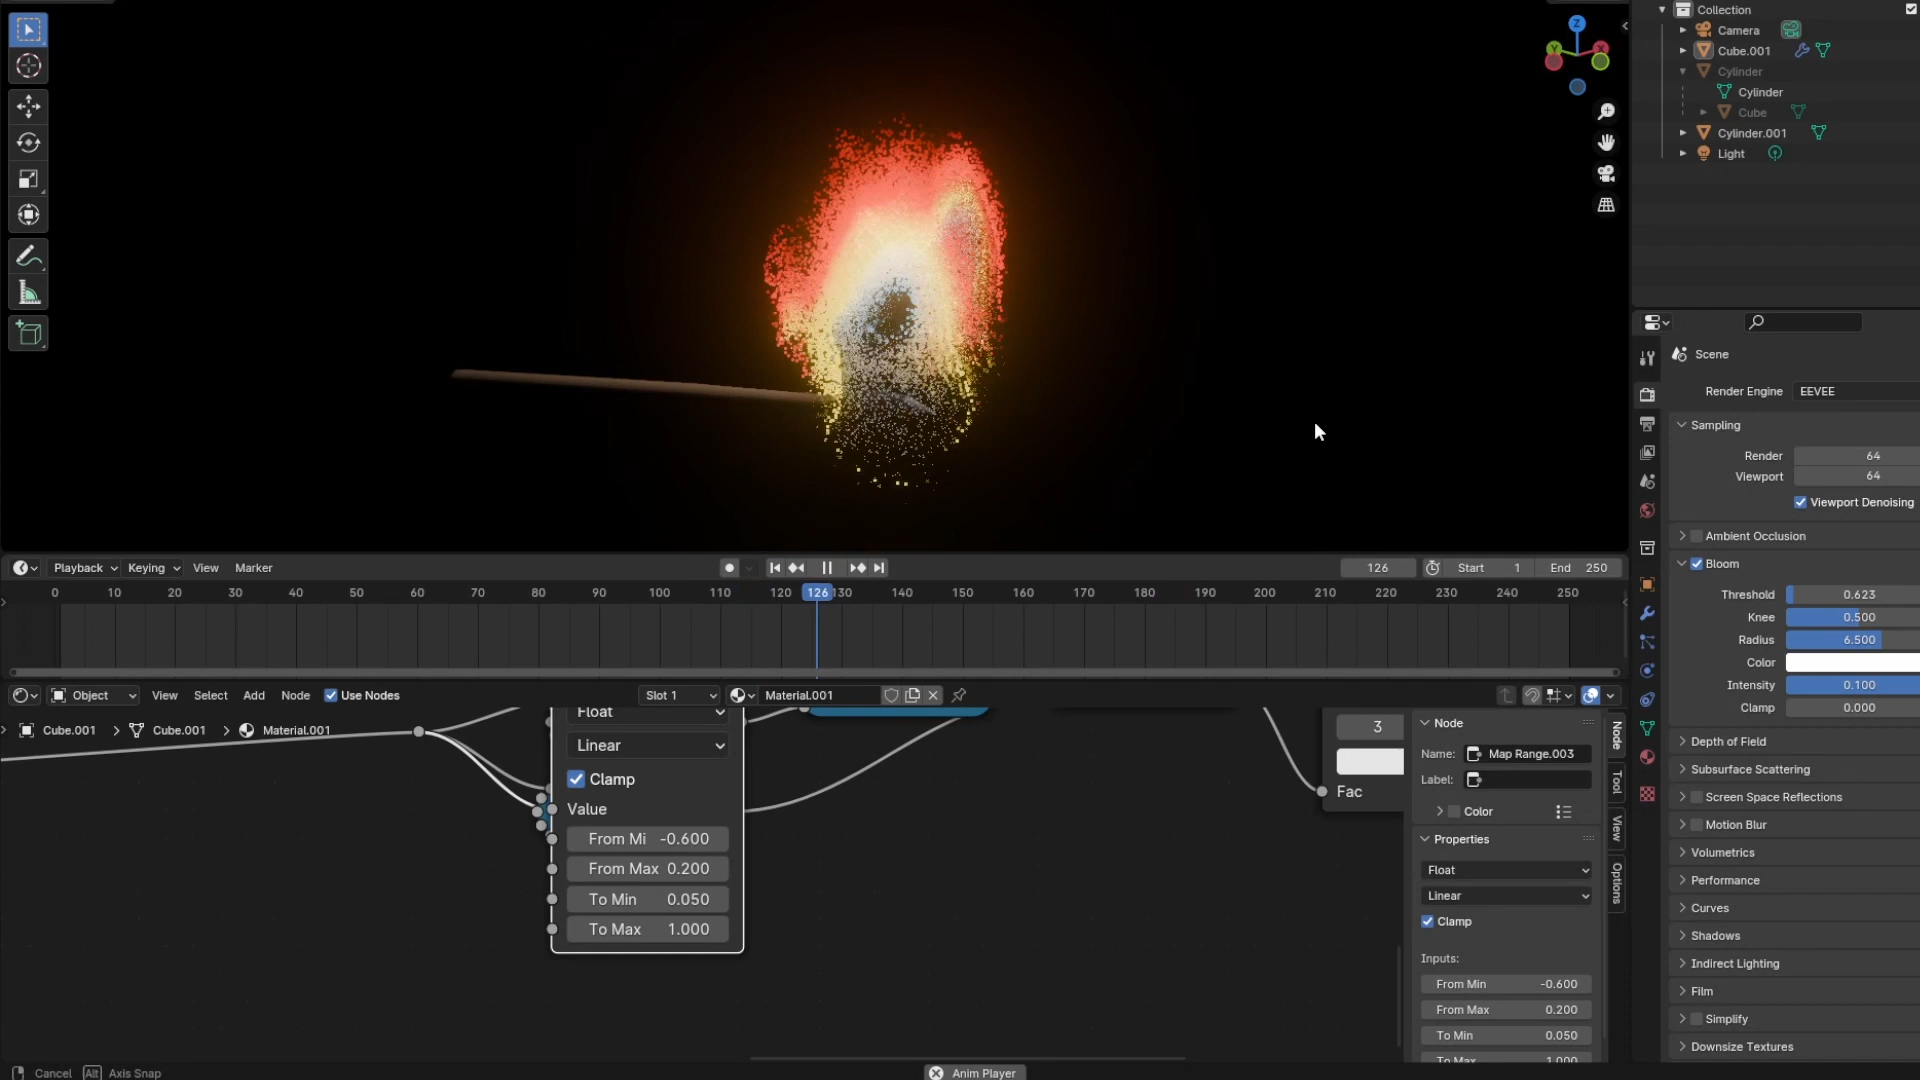 Collection
Camera
Cube.001
Cylinder
Cylinder
Cube
Cylinder.001
Light
Z
Y
X
Scene
Render Engine EEVEE
Sampling
Render 64
Viewport 64
Viewport Denoising
Ambient Occlusion
Bloom
Threshold 0.623
Knee 0.500
Radius 6.500
Color
Intensity 0.100
Clamp 0.000
Depth of Field
Subsurface Scattering
Screen Space Reflections
Motion Blur
Volumetrics
Performance
Curves
Shadows
Indirect Lighting
Film
Simplify
Downsize Textures
Playback Keying View Marker 126 Start 1 End 250
0 10 20 30 40 50 60 70 80 90 100 110 120 126 130 140 150 160 170 180 190 200 210 220 230 240 250
Object View Select Add Node Use Nodes Slot 1 Material.001
Cube.001 Cube.001 Material.001
Float
Linear
Clamp
Value
From Mi -0.600
From Max 0.200
To Min 0.050
To Max 1.000
3
Fac
Node
Name: Map Range.003
Label:
Color
Properties
Float
Linear
Clamp
Inputs:
From Min -0.600
From Max 0.200
To Min 0.050
To Max 1.000
Node
Tool
View
Options
Cancel Alt Axis Snap Anim Player